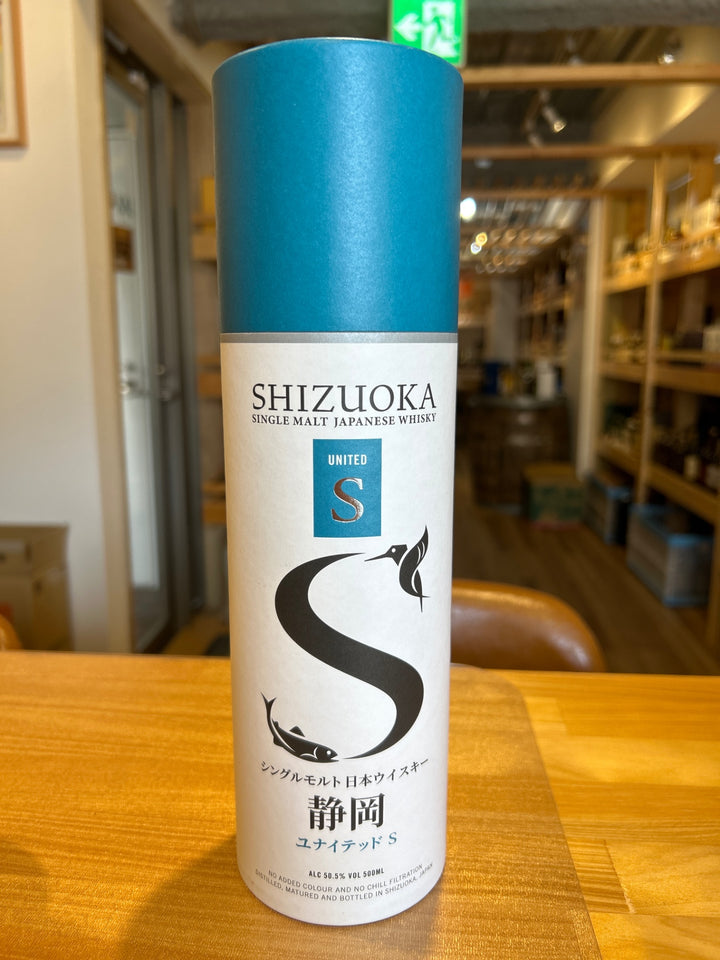 SHIZUOKA
SINGLE MALT JAPANESE WHISKY
UNITED
S
S
シングルモルト日本ウイスキー
静岡
ユナイテッド S
ALC 50.5% VOL 500ML
NO ADDED COLOUR AND NO CHILL FILTRATION
DISTILLED, MATURED AND BOTTLED IN SHIZUOKA, JAPAN